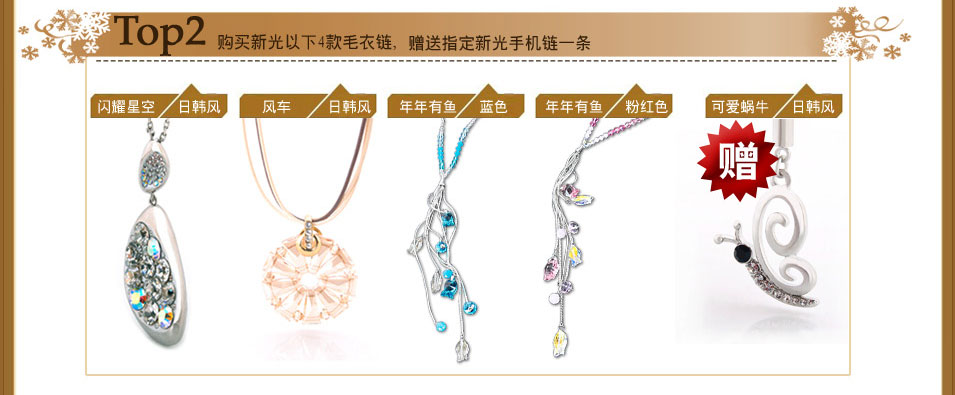 Top2 购买新光以下4款毛衣链，赠送指定新光手机链一条
闪耀星空 日韩风
风车 日韩风
年年有鱼 蓝色
年年有鱼 粉红色
可爱蜗牛 日韩风
赠